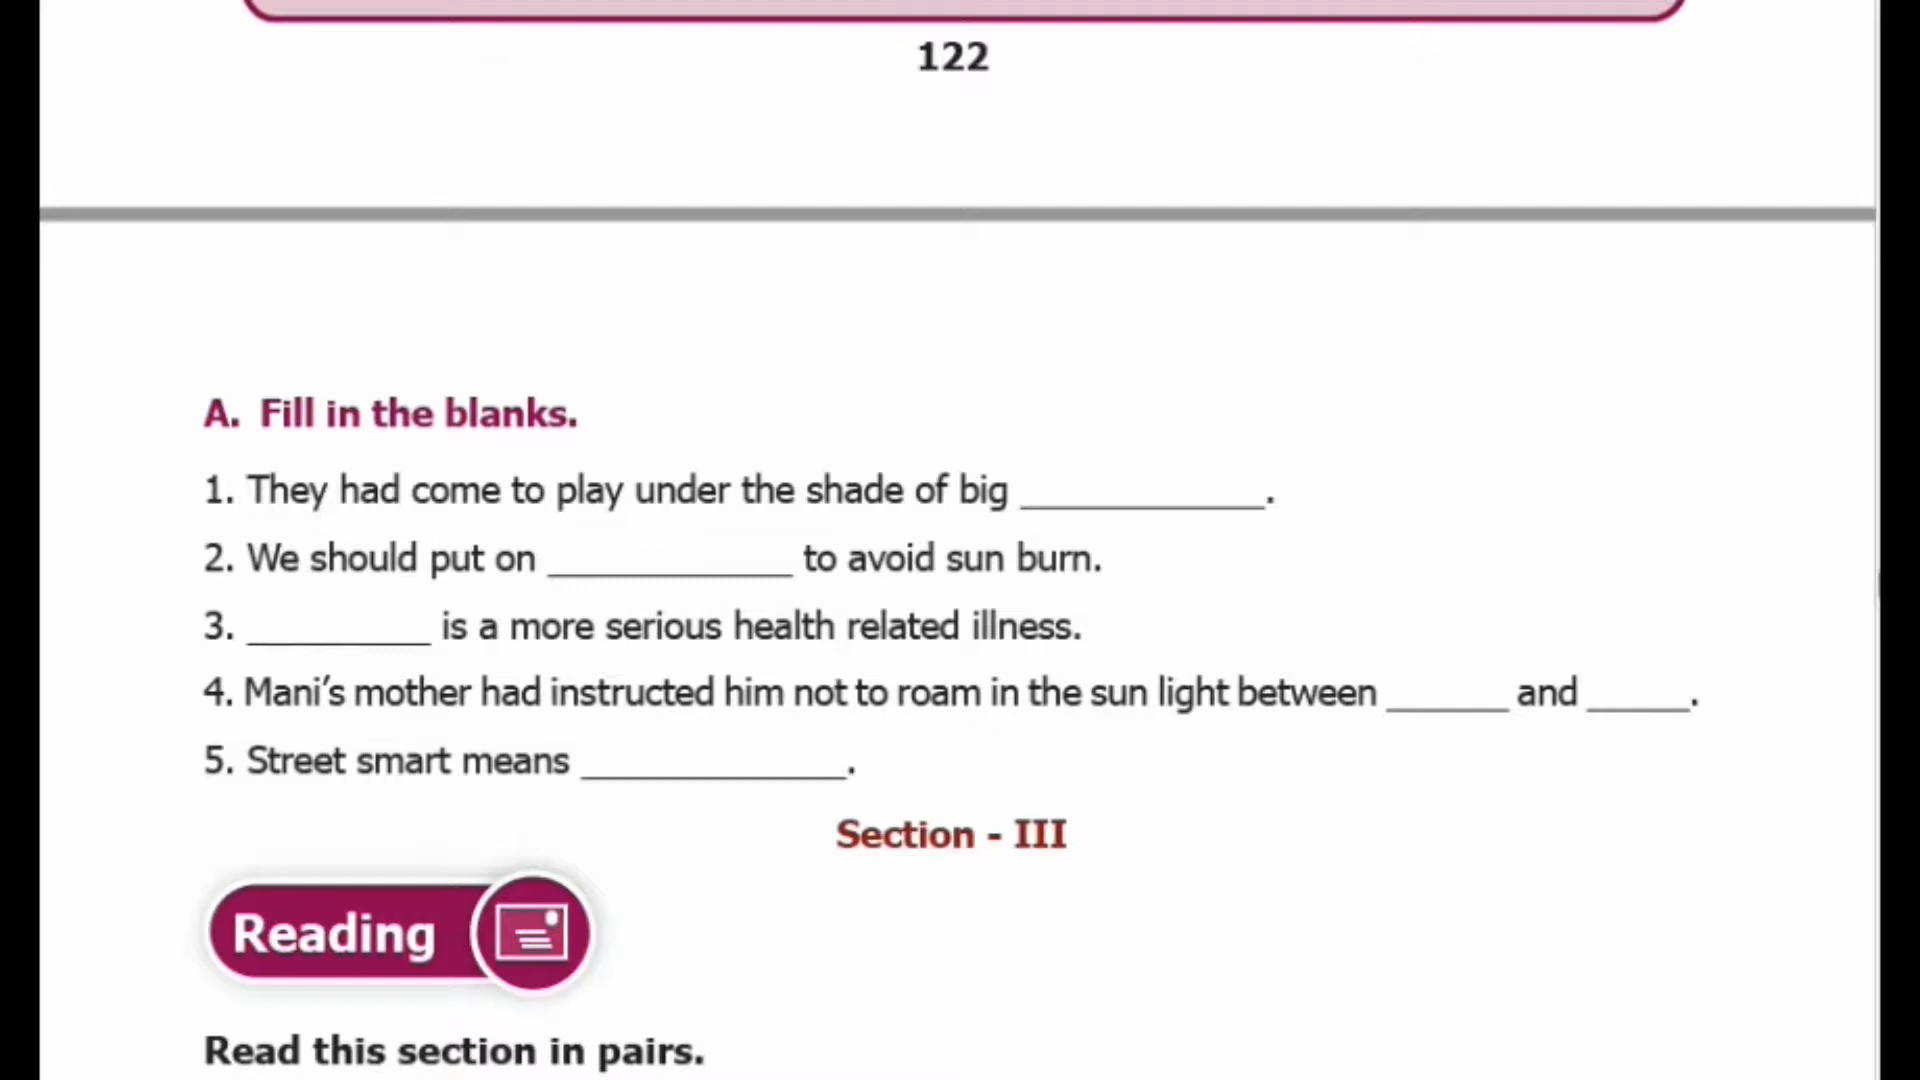 122
A. Fill in the blanks.
1. They had come to play under the shade of big ____________.
2. We should put on ____________ to avoid sun burn.
3. _________ is a more serious health related illness.
4. Mani’s mother had instructed him not to roam in the sun light between ______ and _____.
5. Street smart means _____________.
Section - III
Reading
Read this section in pairs.